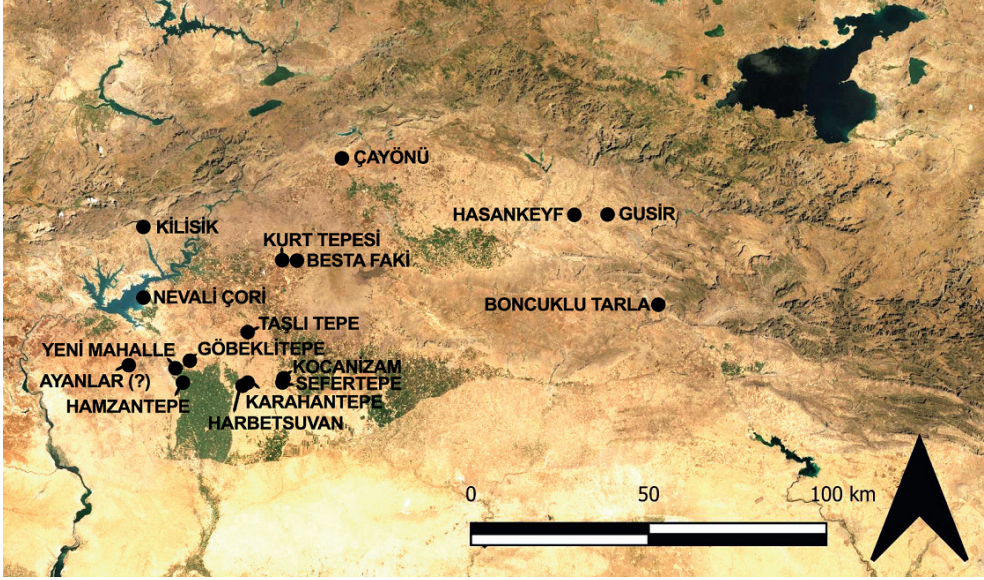 ÇAYÖNÜ
HASANKEYF
GUSİR
KİLİSİK
KURT TEPESİ
BESTA FAKİ
NEVALİ ÇORİ
BONCUKLU TARLA
TAŞLI TEPE
YENİ MAHALLE
GÖBEKLİTEPE
KOCANİZAM
AYANLAR (?)
SEFERTEPE
HAMZANTEPE
KARAHANTEPE
HARBETSUVAN
0 50 100 km